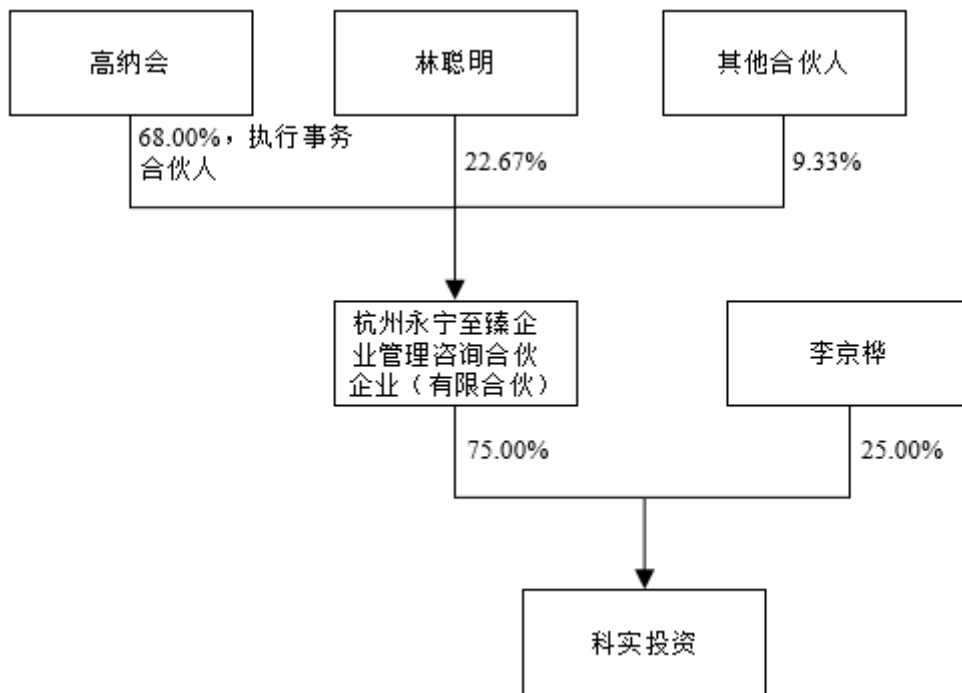 高纳会
林聪明
其他合伙人
68.00%，执行事务
合伙人
22.67%
9.33%
杭州永宁至臻企
业管理咨询合伙
企业（有限合伙）
李京桦
75.00%
25.00%
科实投资